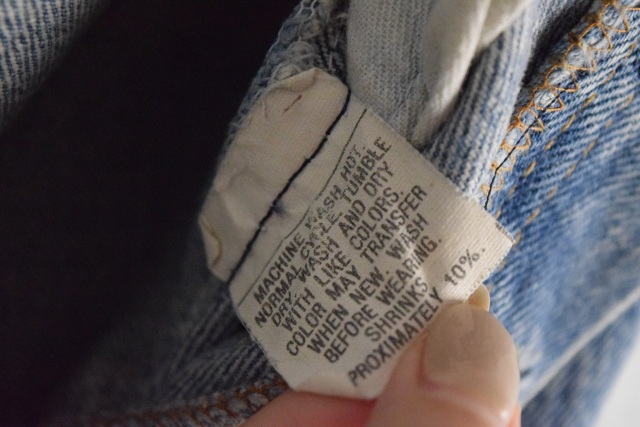 MACHINE WASH HOT,
NORMAL CYCLE. TUMBLE
DRY. WASH AND DRY
WITH LIKE COLORS.
COLOR MAY TRANSFER
WHEN NEW. WASH
BEFORE WEARING.
SHRINKS
PROXIMATELY 10%.